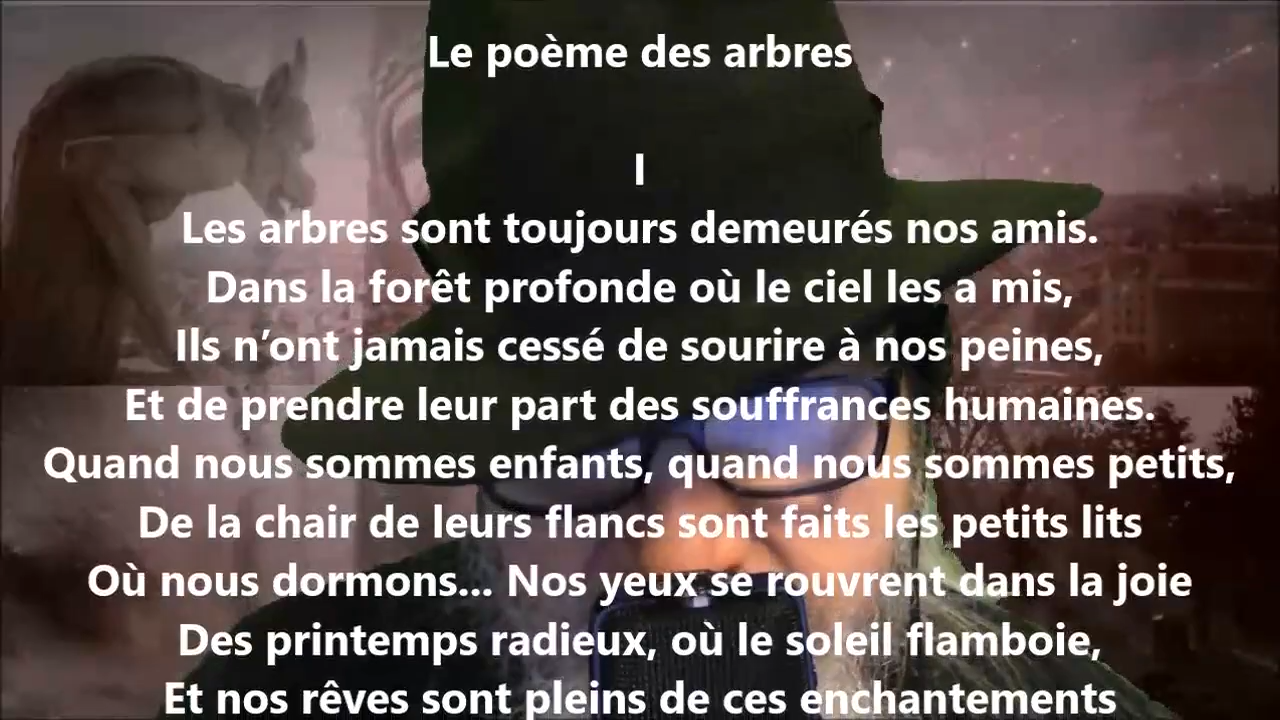 Le poème des arbres
I
Les arbres sont toujours demeurés nos amis.
Dans la forêt profonde où le ciel les a mis,
Ils n’ont jamais cessé de sourire à nos peines,
Et de prendre leur part des souffrances humaines.
Quand nous sommes enfants, quand nous sommes petits,
De la chair de leurs flancs sont faits les petits lits
Où nous dormons... Nos yeux se rouvrent dans la joie
Des printemps radieux, où le soleil flamboie,
Et nos rêves sont pleins de ces enchantements